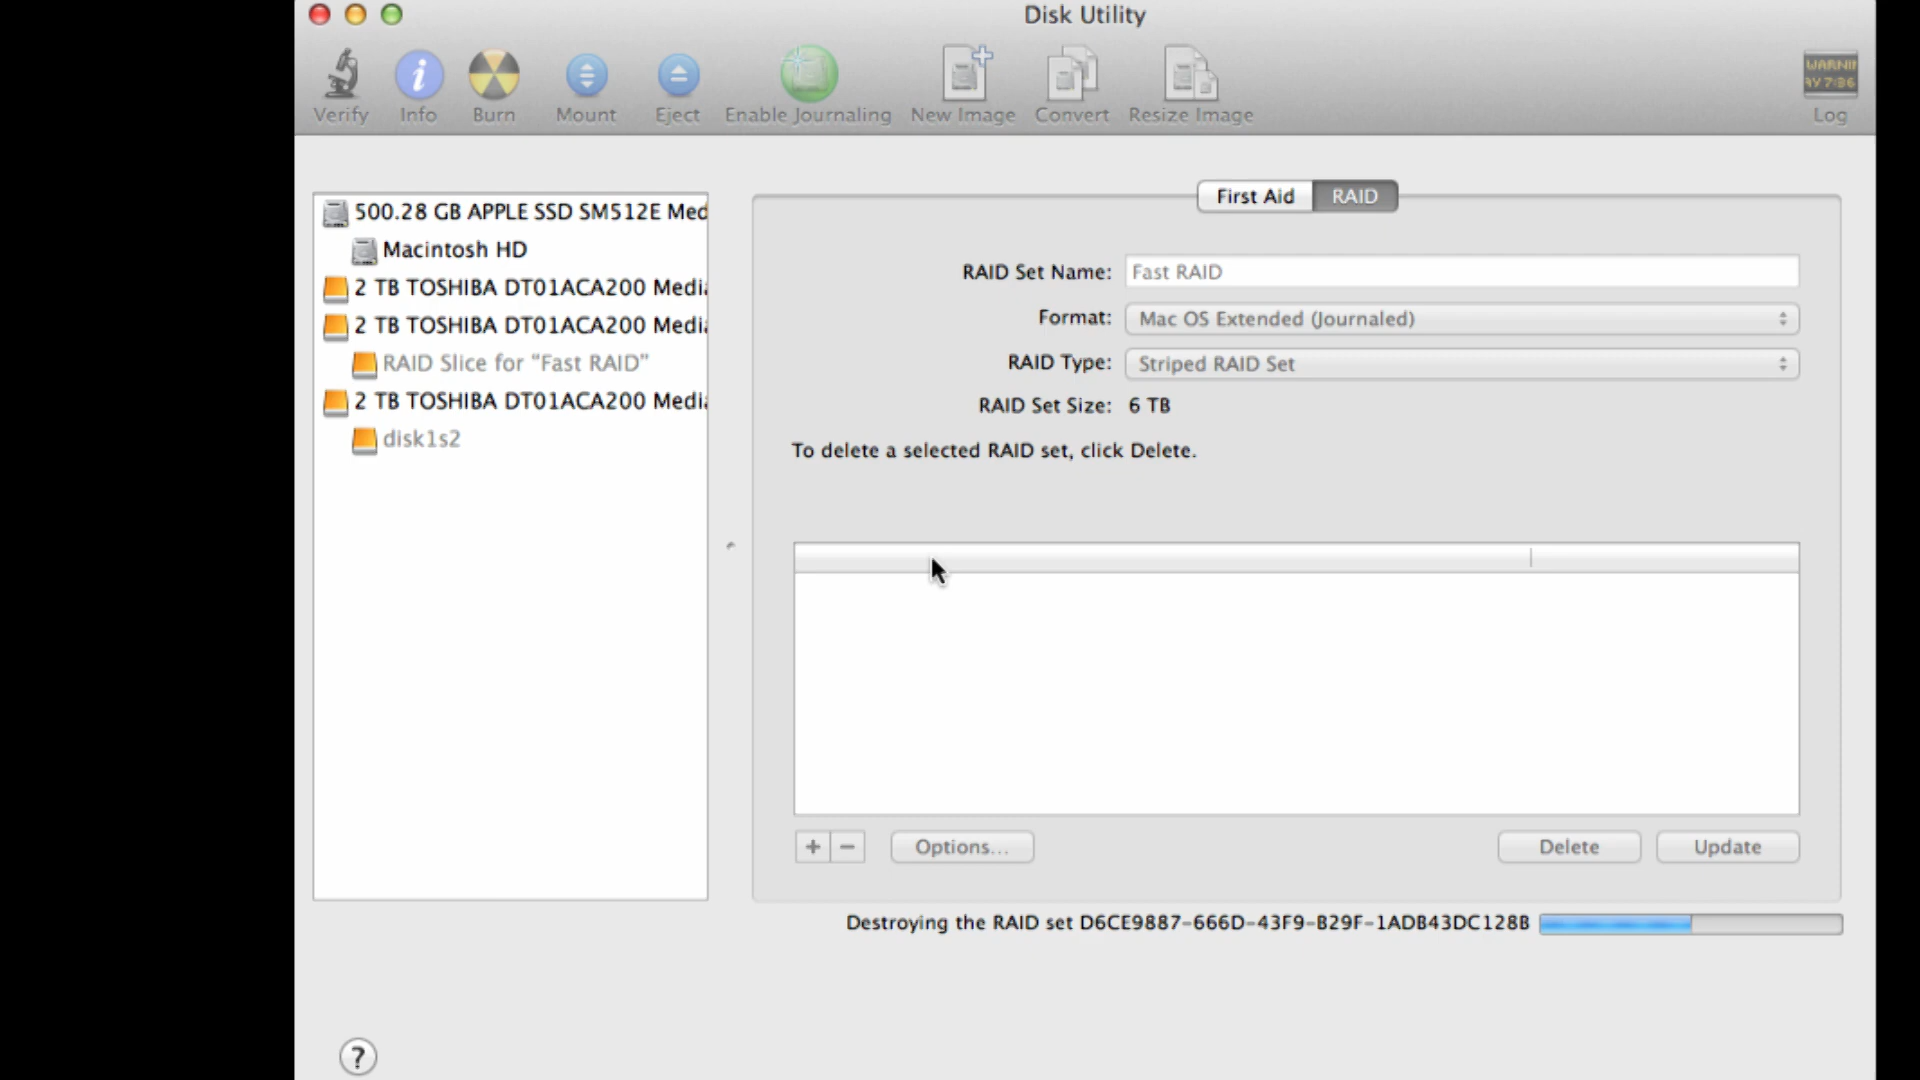 Disk Utility
Verify Info Burn Mount Eject Enable Journaling New Image Convert Resize Image Log
WARNIN
First Aid RAID
500.28 GB APPLE SSD SM512E Med
Macintosh HD
2 TB TOSHIBA DT01ACA200 Media
2 TB TOSHIBA DT01ACA200 Media
RAID Slice for "Fast RAID"
2 TB TOSHIBA DT01ACA200 Media
disk1s2
RAID Set Name: Fast RAID
Format: Mac OS Extended (Journaled)
RAID Type: Striped RAID Set
RAID Set Size: 6 TB
To delete a selected RAID set, click Delete.
+ − Options... Delete Update
Destroying the RAID set D6CE9887-666D-43F9-B29F-1ADB43DC128B
?